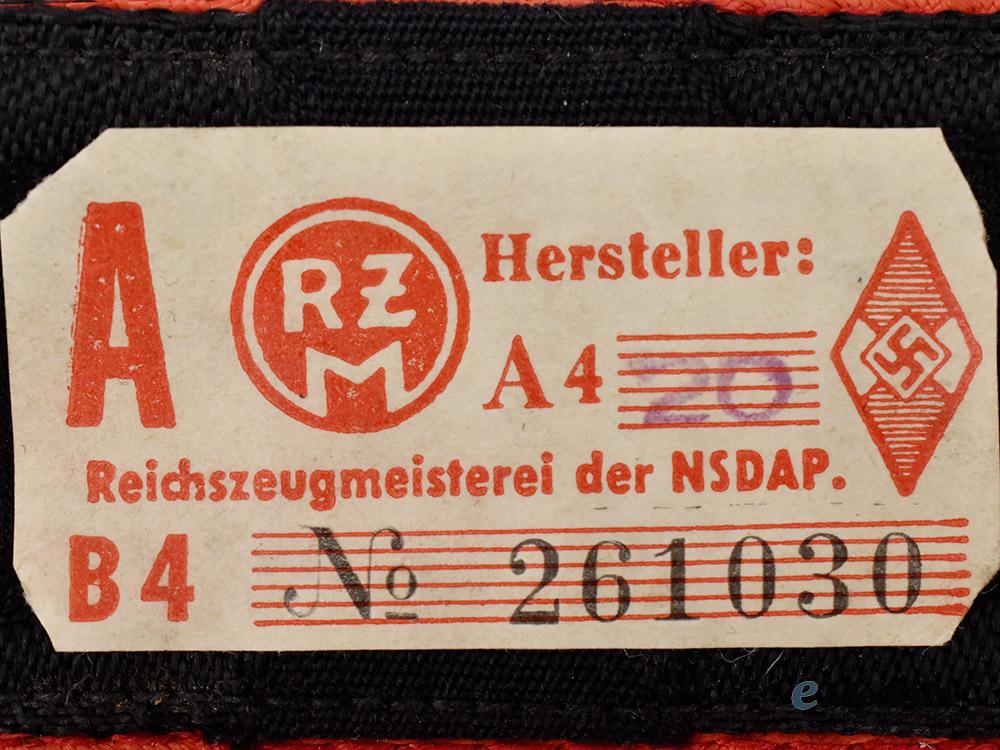 A RZM Hersteller:
A4 20
Reichszeugmeisterei der NSDAP.
B4 № 261030
e